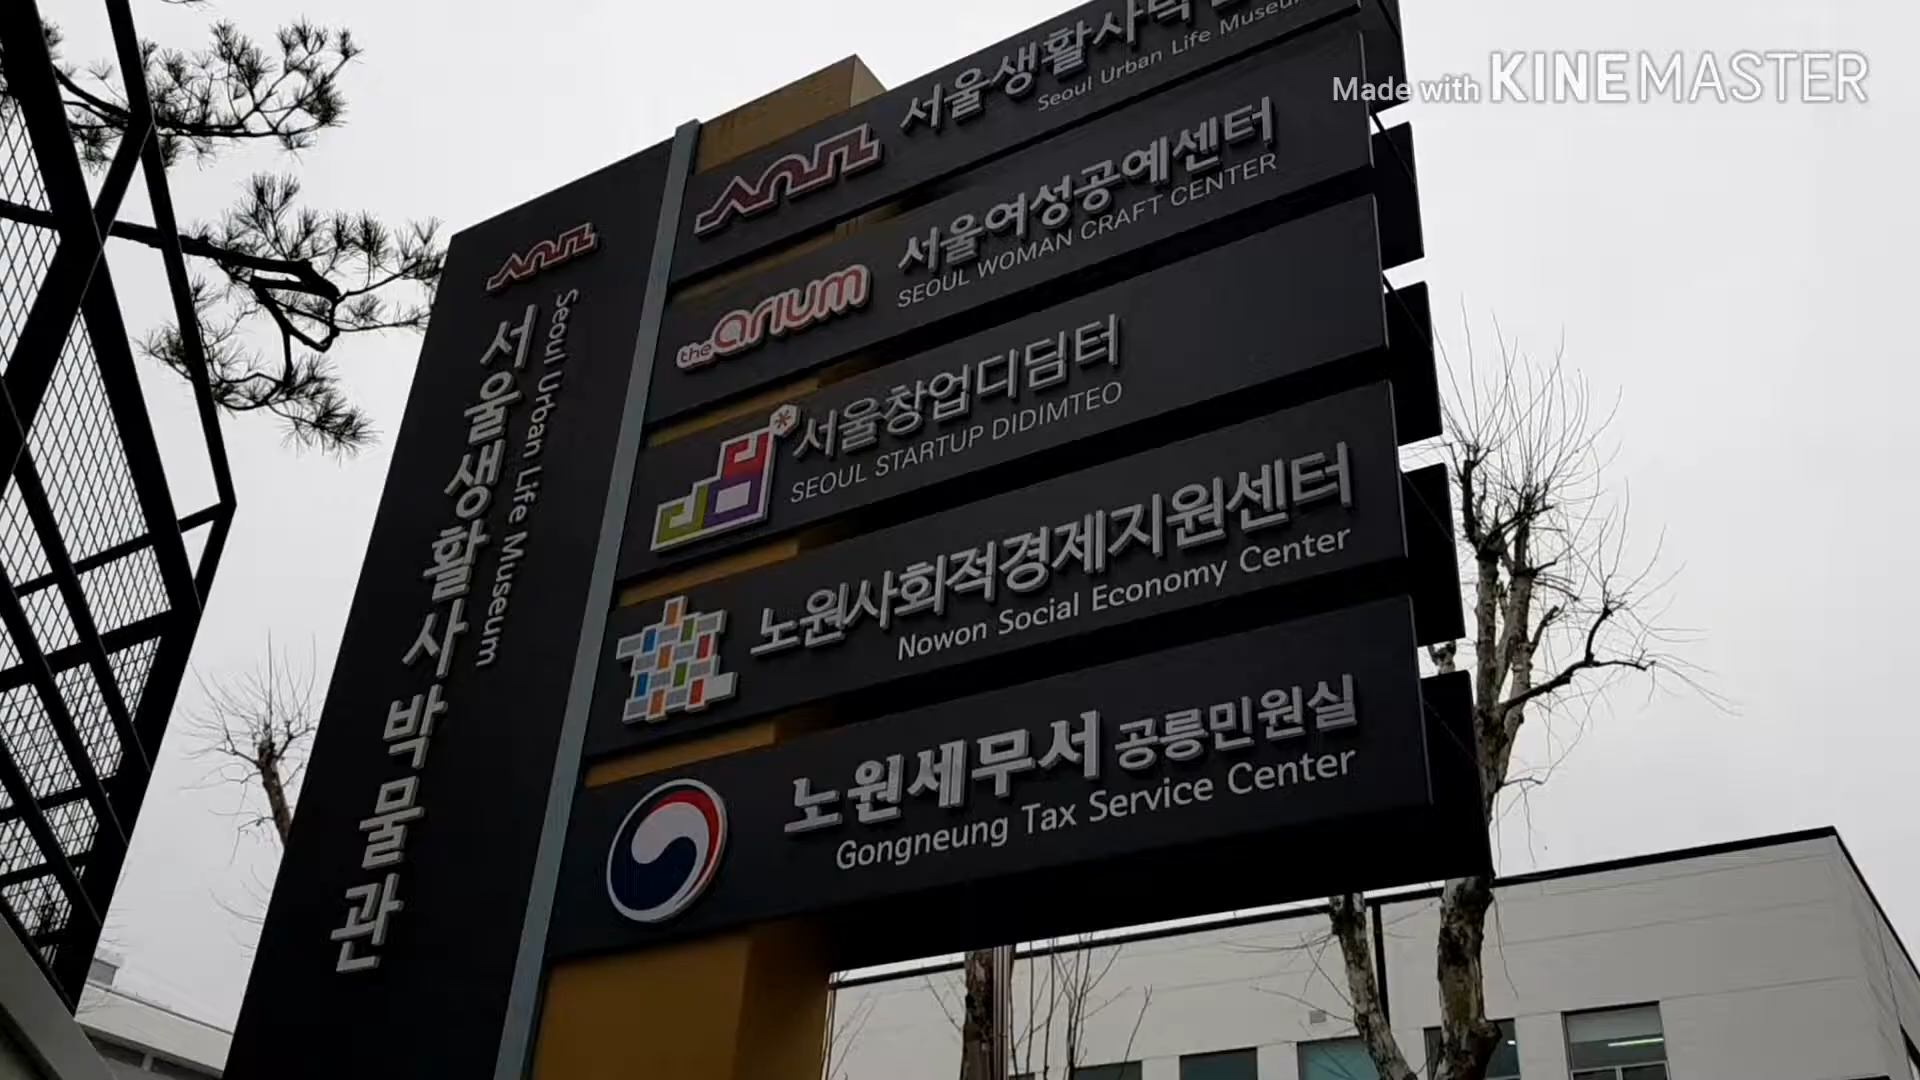 Made with KINEMASTER
서울생활사박물관
Seoul Urban Life Museum
서울생활사박
Seoul Urban Life Museum
the arium
서울여성공예센터
SEOUL WOMAN CRAFT CENTER
서울창업디딤터
SEOUL STARTUP DIDIMTEO
노원사회적경제지원센터
Nowon Social Economy Center
노원세무서 공릉민원실
Gongneung Tax Service Center